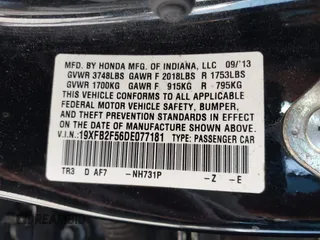 MFD. BY HONDA MFG. OF INDIANA, LLC 09/13
GVWR 3748LBS GAWR F 2018LBS R 1753LBS
GVWR 1700KG GAWR F 915KG R 795KG
THIS VEHICLE CONFORMS TO ALL APPLICABLE
FEDERAL MOTOR VEHICLE SAFETY, BUMPER,
AND THEFT PREVENTION STANDARDS IN
EFFECT ON THE DATE OF MANUFACTURE
SHOWN ABOVE.
V.I.N.: 19XFB2F56DE077181 TYPE: PASSENGER CAR
TR3 D AF7 -NH731P -Z -E